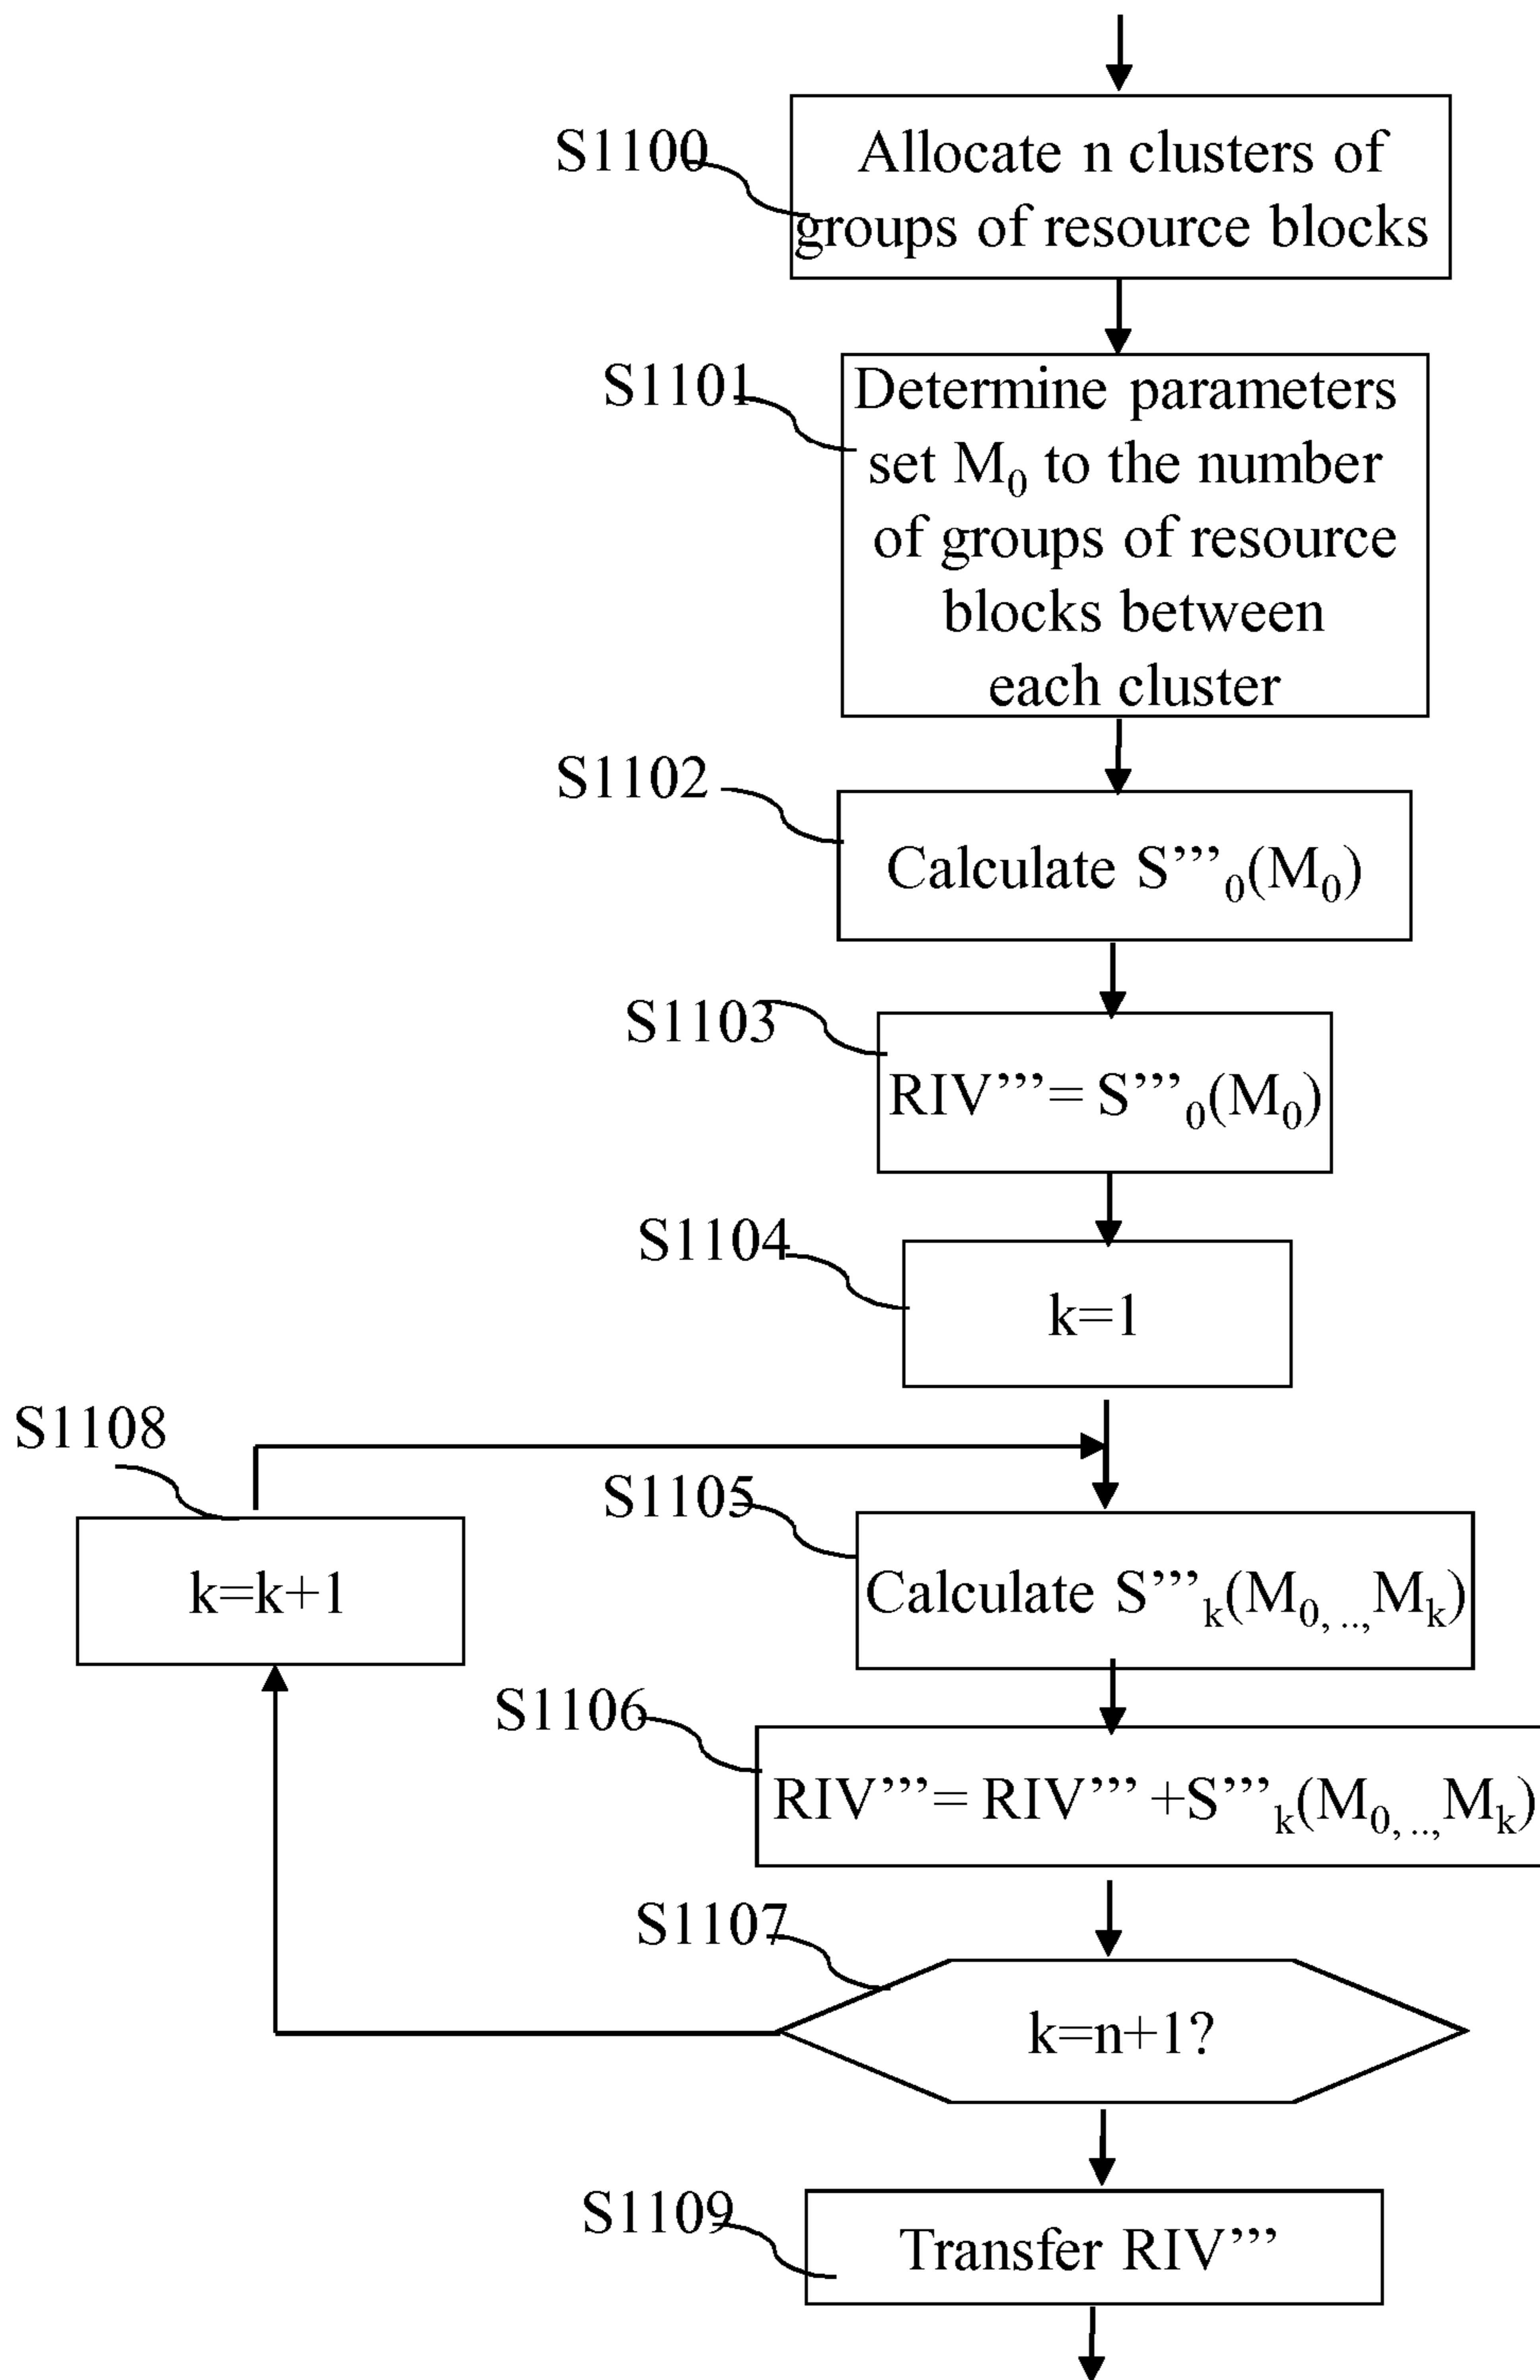 S1100
Allocate n clusters of
groups of resource blocks
S1101
Determine parameters
set M₀ to the number
of groups of resource
blocks between
each cluster
S1102
Calculate S’’’₀(M₀)
S1103
RIV’’’= S’’’₀(M₀)
S1104
k=1
S1108
k=k+1
S1105
Calculate S’’’ₖ(M₀, ..,Mₖ)
S1106
RIV’’’= RIV’’’ +S’’’ₖ(M₀, ..,Mₖ)
S1107
k=n+1?
S1109
Transfer RIV’’’